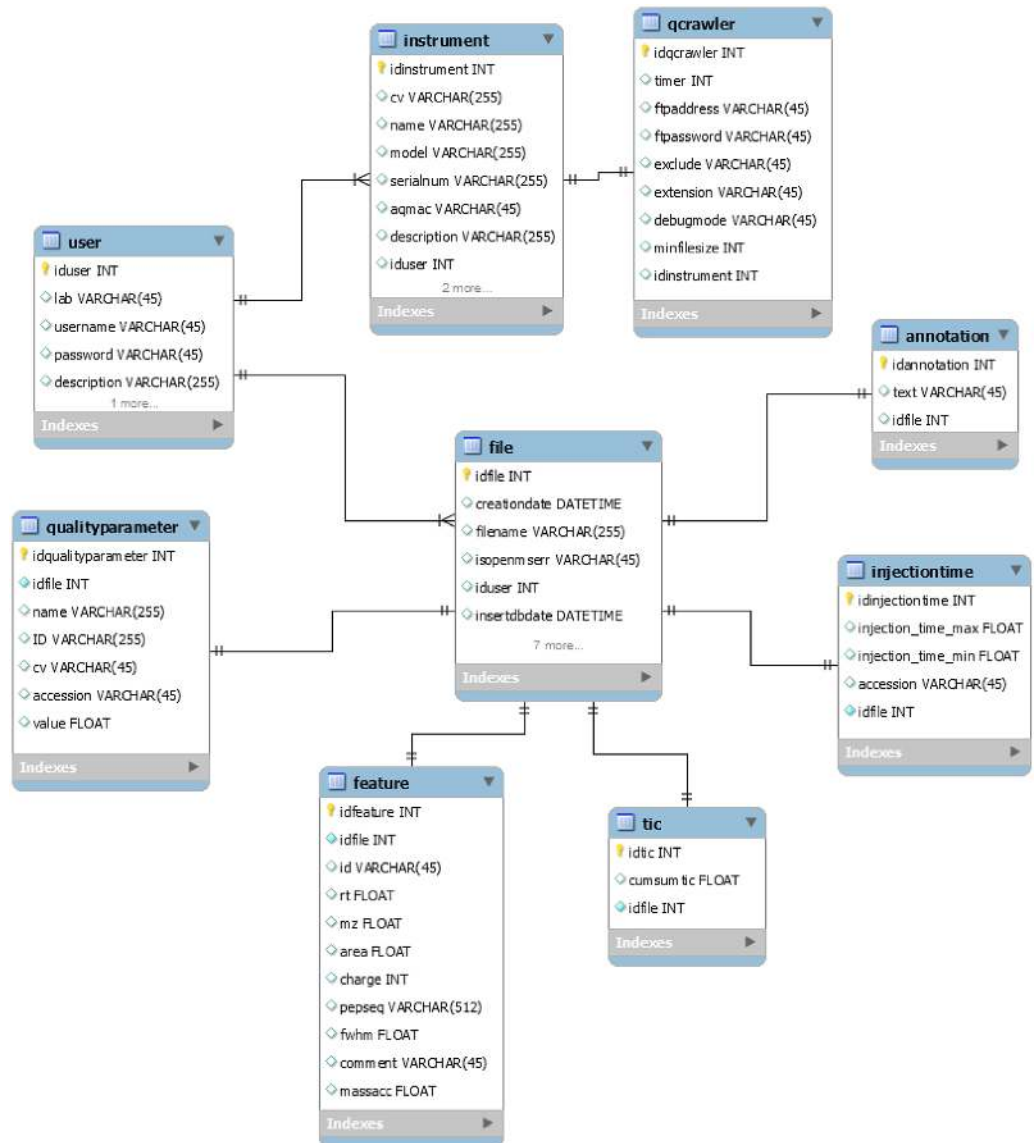 instrument
idinstrument INT
cv VARCHAR(255)
name VARCHAR(255)
model VARCHAR(255)
serialnum VARCHAR(255)
aqmac VARCHAR(45)
description VARCHAR(255)
iduser INT
2 more...
Indexes
qcrawler
idqcrawler INT
timer INT
ftpaddress VARCHAR(45)
ftppassword VARCHAR(45)
exclude VARCHAR(45)
extension VARCHAR(45)
debugmode VARCHAR(45)
minfilesize INT
idinstrument INT
Indexes
user
iduser INT
lab VARCHAR(45)
username VARCHAR(45)
password VARCHAR(45)
description VARCHAR(255)
1 more...
Indexes
annotation
idannotation INT
text VARCHAR(45)
idfile INT
Indexes
file
idfile INT
creationdate DATETIME
filename VARCHAR(255)
isopenmserr VARCHAR(45)
iduser INT
insertdbdate DATETIME
7 more...
Indexes
qualityparameter
idqualityparameter INT
idfile INT
name VARCHAR(255)
ID VARCHAR(255)
cv VARCHAR(45)
accession VARCHAR(45)
value FLOAT
Indexes
injectiontime
idinjectiontime INT
injection_time_max FLOAT
injection_time_min FLOAT
accession VARCHAR(45)
idfile INT
Indexes
feature
idfeature INT
idfile INT
id VARCHAR(45)
rt FLOAT
mz FLOAT
area FLOAT
charge INT
pepseq VARCHAR(512)
fwhm FLOAT
comment VARCHAR(45)
massacc FLOAT
Indexes
tic
idtic INT
cumsumtic FLOAT
idfile INT
Indexes